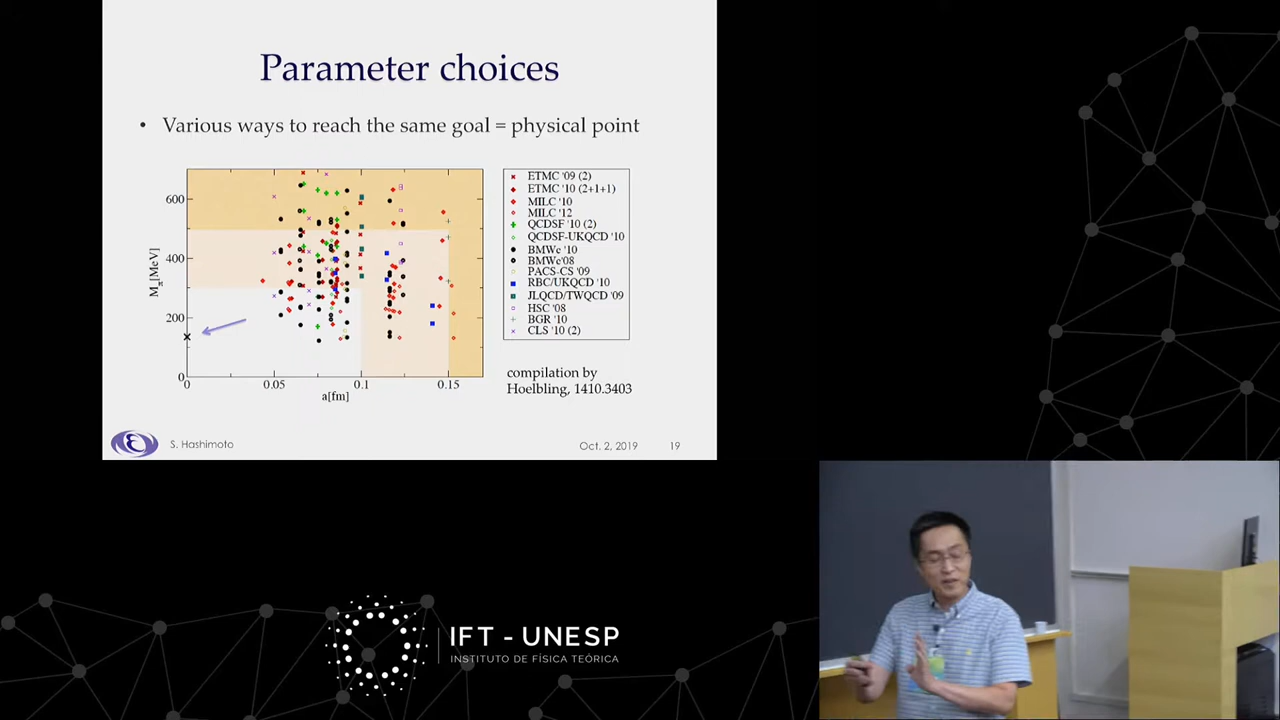 Parameter choices
• Various ways to reach the same goal = physical point
600
400
200
0
Mπ[MeV]
0
0.05
0.1
0.15
a[fm]
ETMC '09 (2)
ETMC '10 (2+1+1)
MILC '10
MILC '12
QCDSF '10 (2)
QCDSF-UKQCD '10
BMWc '10
BMWc'08
PACS-CS '09
RBC/UKQCD '10
JLQCD/TWQCD '09
HSC '08
BGR '10
CLS '10 (2)
compilation by
Hoelbling, 1410.3403
S. Hashimoto
Oct. 2, 2019
19
IFT - UNESP
INSTITUTO DE FÍSICA TEÓRICA